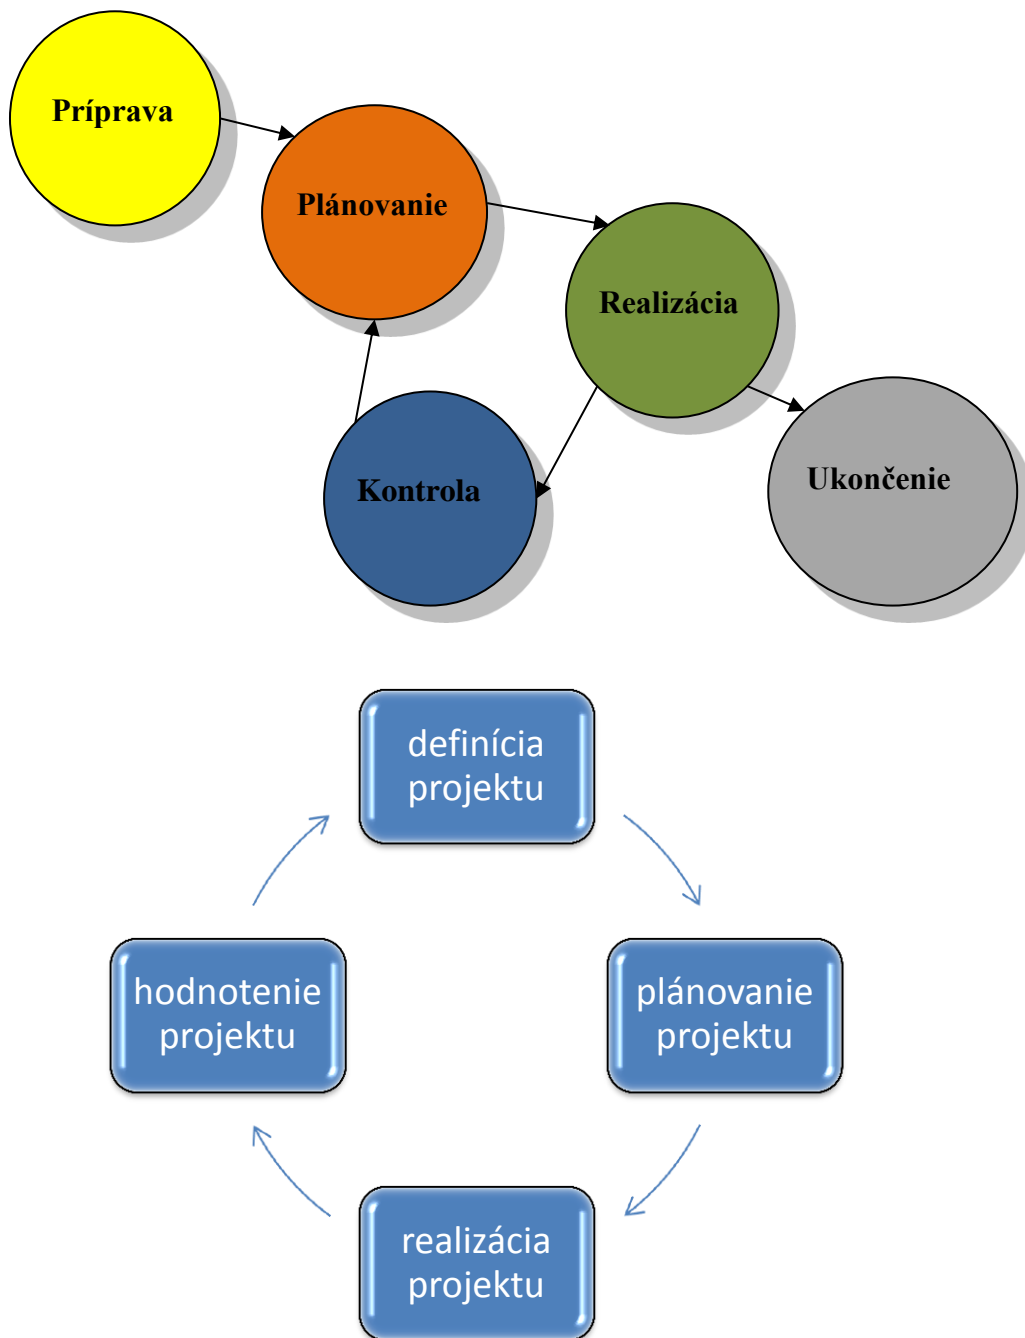 Príprava
Plánovanie
Realizácia
Kontrola
Ukončenie
definícia
projektu
hodnotenie
projektu
plánovanie
projektu
realizácia
projektu